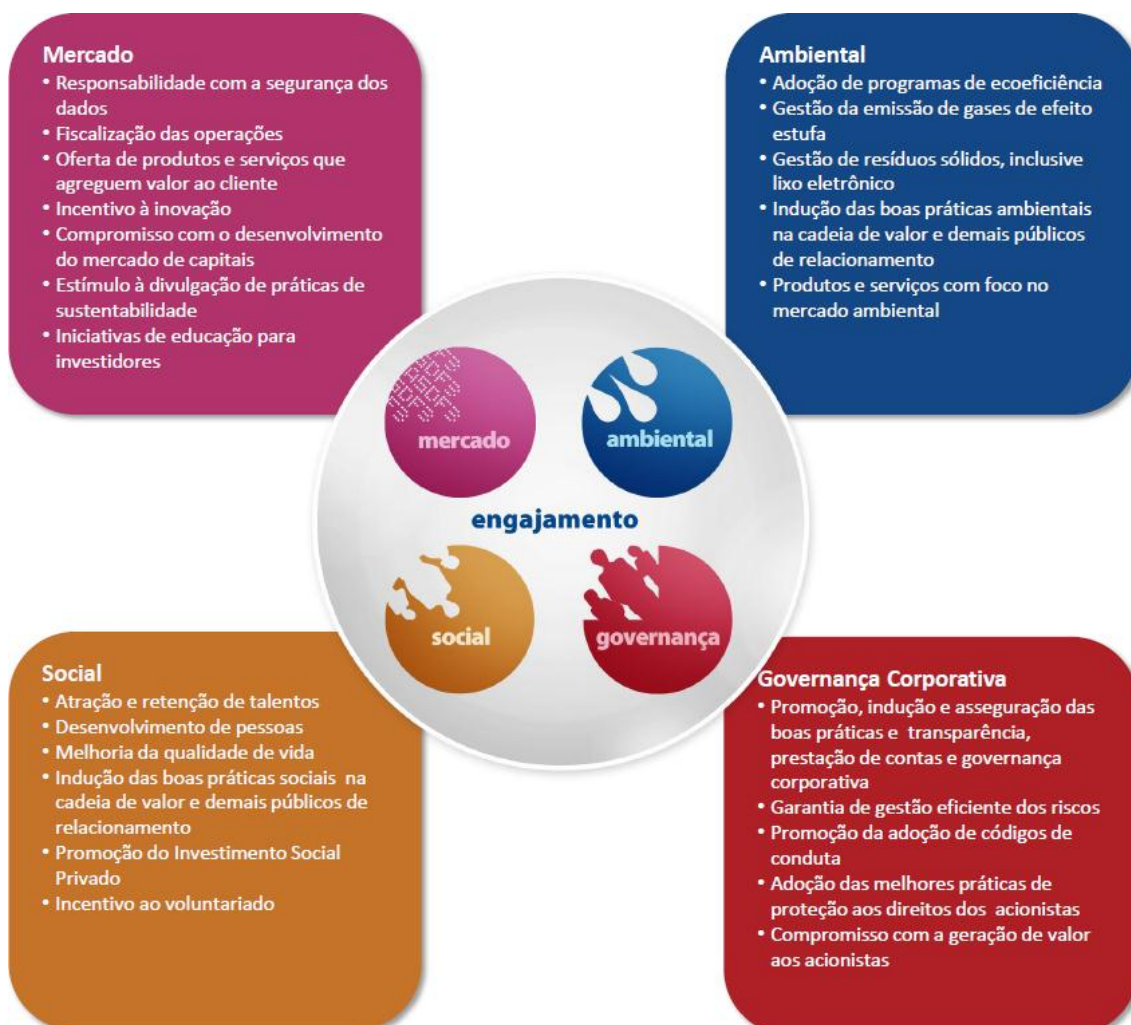 Mercado
• Responsabilidade com a segurança dos
dados
• Fiscalização das operações
• Oferta de produtos e serviços que
agreguem valor ao cliente
• Incentivo à inovação
• Compromisso com o desenvolvimento
do mercado de capitais
• Estímulo à divulgação de práticas de
sustentabilidade
• Iniciativas de educação para
investidores
Ambiental
• Adoção de programas de ecoeficiência
• Gestão da emissão de gases de efeito
estufa
• Gestão de resíduos sólidos, inclusive
lixo eletrônico
• Indução das boas práticas ambientais
na cadeia de valor e demais públicos
de relacionamento
• Produtos e serviços com foco no
mercado ambiental
mercado
ambiental
engajamento
social
governança
Social
• Atração e retenção de talentos
• Desenvolvimento de pessoas
• Melhoria da qualidade de vida
• Indução das boas práticas sociais na
cadeia de valor e demais públicos de
relacionamento
• Promoção do Investimento Social
Privado
• Incentivo ao voluntariado
Governança Corporativa
• Promoção, indução e asseguração das
boas práticas e transparência,
prestação de contas e governança
corporativa
• Garantia de gestão eficiente dos riscos
• Promoção da adoção de códigos de
conduta
• Adoção das melhores práticas de
proteção aos direitos dos acionistas
• Compromisso com a geração de valor
aos acionistas